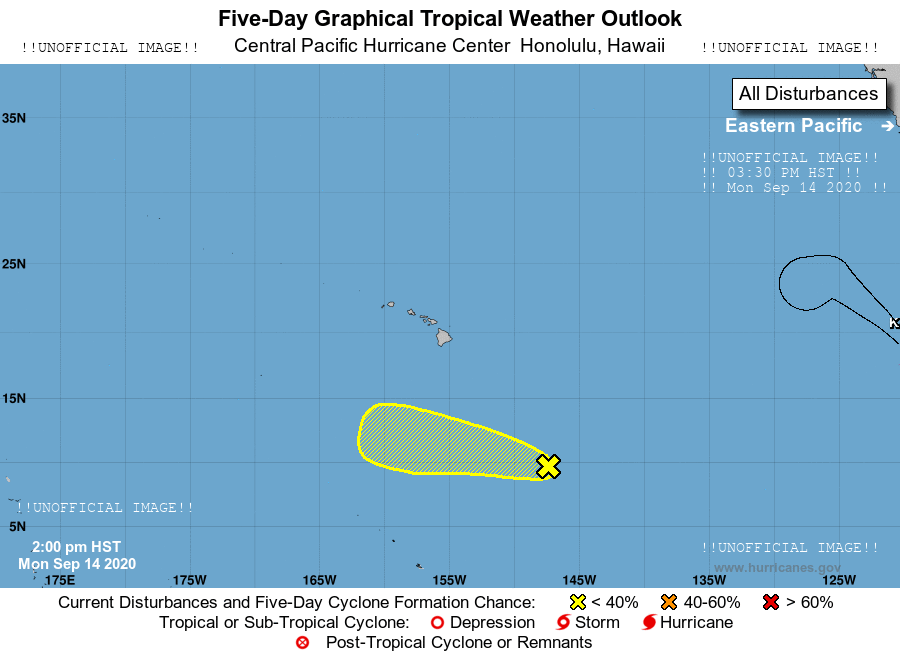 Five-Day Graphical Tropical Weather Outlook
!!UNOFFICIAL IMAGE!! Central Pacific Hurricane Center Honolulu, Hawaii !!UNOFFICIAL IMAGE!!
All Disturbances
35N
Eastern Pacific →
!!UNOFFICIAL IMAGE!!
!! 03:30 PM HST !!
!! Mon Sep 14 2020 !!
25N
K
15N
!!UNOFFICIAL IMAGE!!
5N
2:00 pm HST
Mon Sep 14 2020
!!UNOFFICIAL IMAGE!!
www.hurricanes.gov
175E 175W 165W 155W 145W 135W 125W
Current Disturbances and Five-Day Cyclone Formation Chance: < 40% 40-60% > 60%
Tropical or Sub-Tropical Cyclone: Depression Storm Hurricane
Post-Tropical Cyclone or Remnants